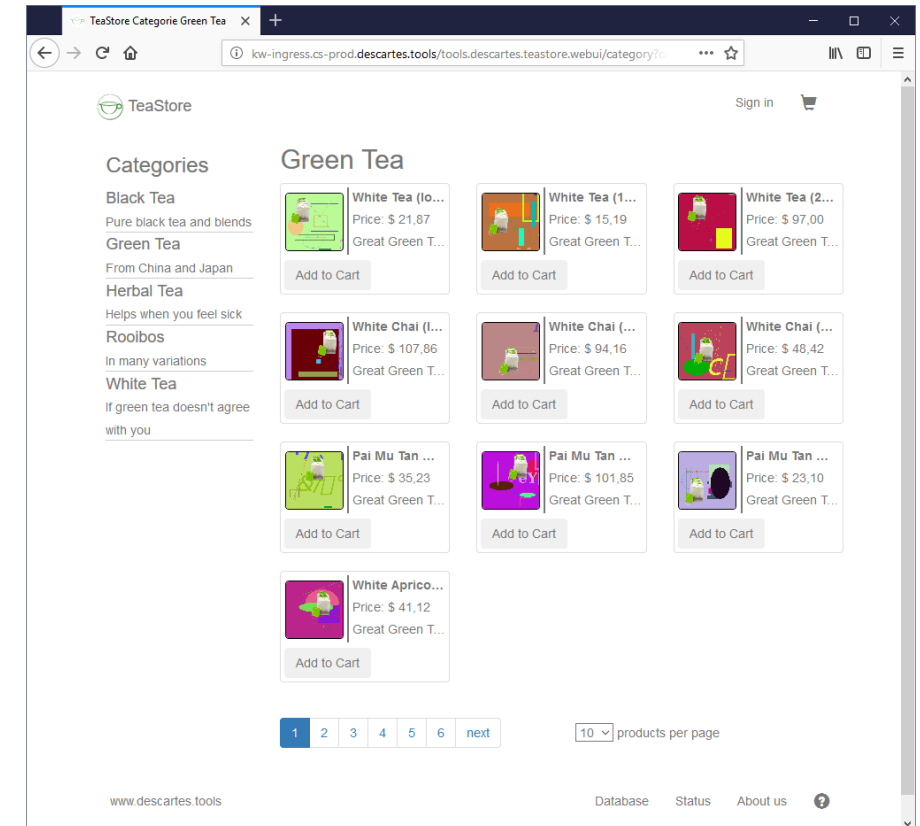 TeaStore Categorie Green Tea
kw-ingress.cs-prod.descartes.tools/tools.descartes.teastore.webui/category?
TeaStore
Sign in
Categories
Black Tea
Pure black tea and blends
Green Tea
From China and Japan
Herbal Tea
Helps when you feel sick
Rooibos
In many variations
White Tea
If green tea doesn't agree
with you
Green Tea
White Tea (lo...
Price: $ 21,87
Great Green T...
Add to Cart
White Tea (1...
Price: $ 15,19
Great Green T...
Add to Cart
White Tea (2...
Price: $ 97,00
Great Green T...
Add to Cart
White Chai (l...
Price: $ 107,86
Great Green T...
Add to Cart
White Chai (...
Price: $ 94,16
Great Green T...
Add to Cart
White Chai (...
Price: $ 48,42
Great Green T...
Add to Cart
Pai Mu Tan ...
Price: $ 35,23
Great Green T...
Add to Cart
Pai Mu Tan ...
Price: $ 101,85
Great Green T...
Add to Cart
Pai Mu Tan ...
Price: $ 23,10
Great Green T...
Add to Cart
White Aprico...
Price: $ 41,12
Great Green T...
Add to Cart
1 2 3 4 5 6 next
10 products per page
www.descartes.tools
Database Status About us ?